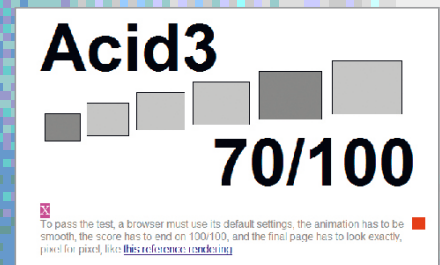 Acid3
70/100
X
To pass the test, a browser must use its default settings, the animation has to be
smooth, the score has to end on 100/100, and the final page has to look exactly,
pixel for pixel, like this reference rendering